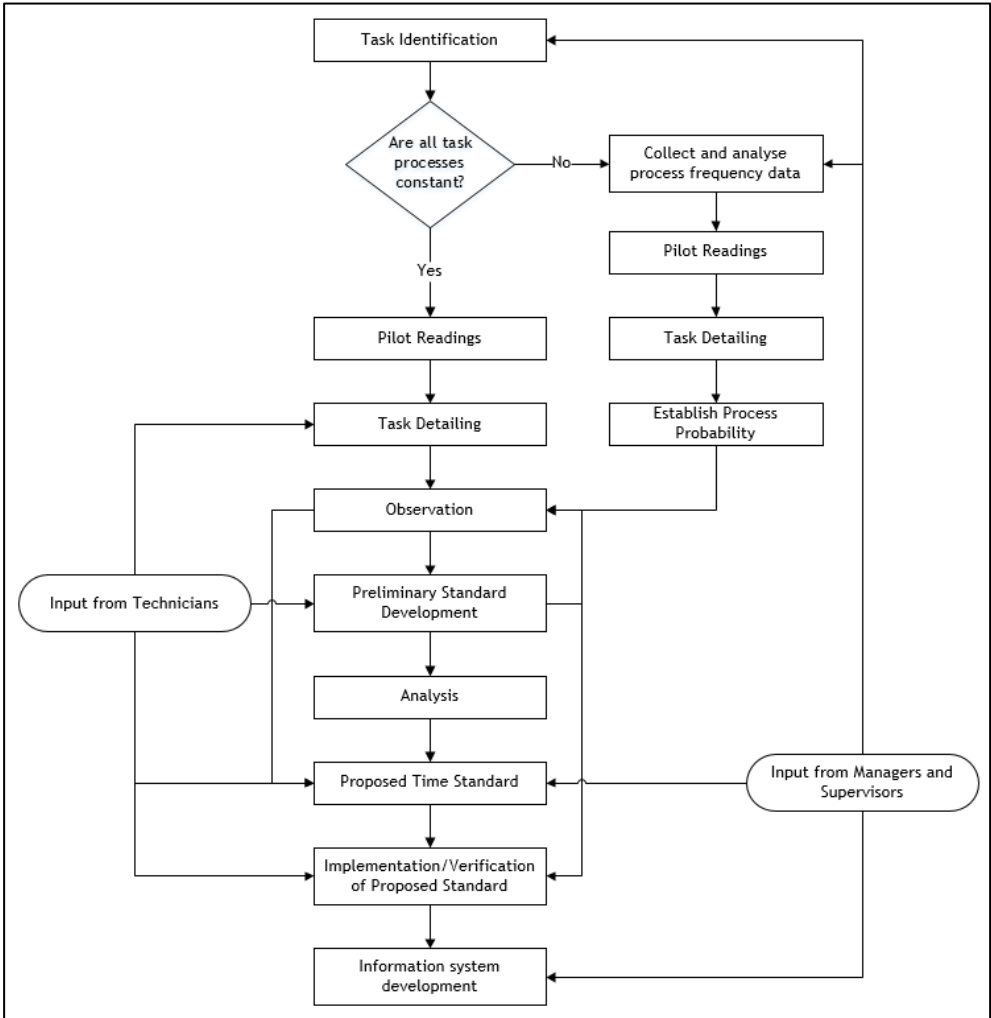 Task Identification
Are all task
processes
constant?
No
Collect and analyse
process frequency data
Pilot Readings
Yes
Pilot Readings
Task Detailing
Task Detailing
Establish Process
Probability
Observation
Input from Technicians
Preliminary Standard
Development
Analysis
Proposed Time Standard
Input from Managers and
Supervisors
Implementation/Verification
of Proposed Standard
Information system
development